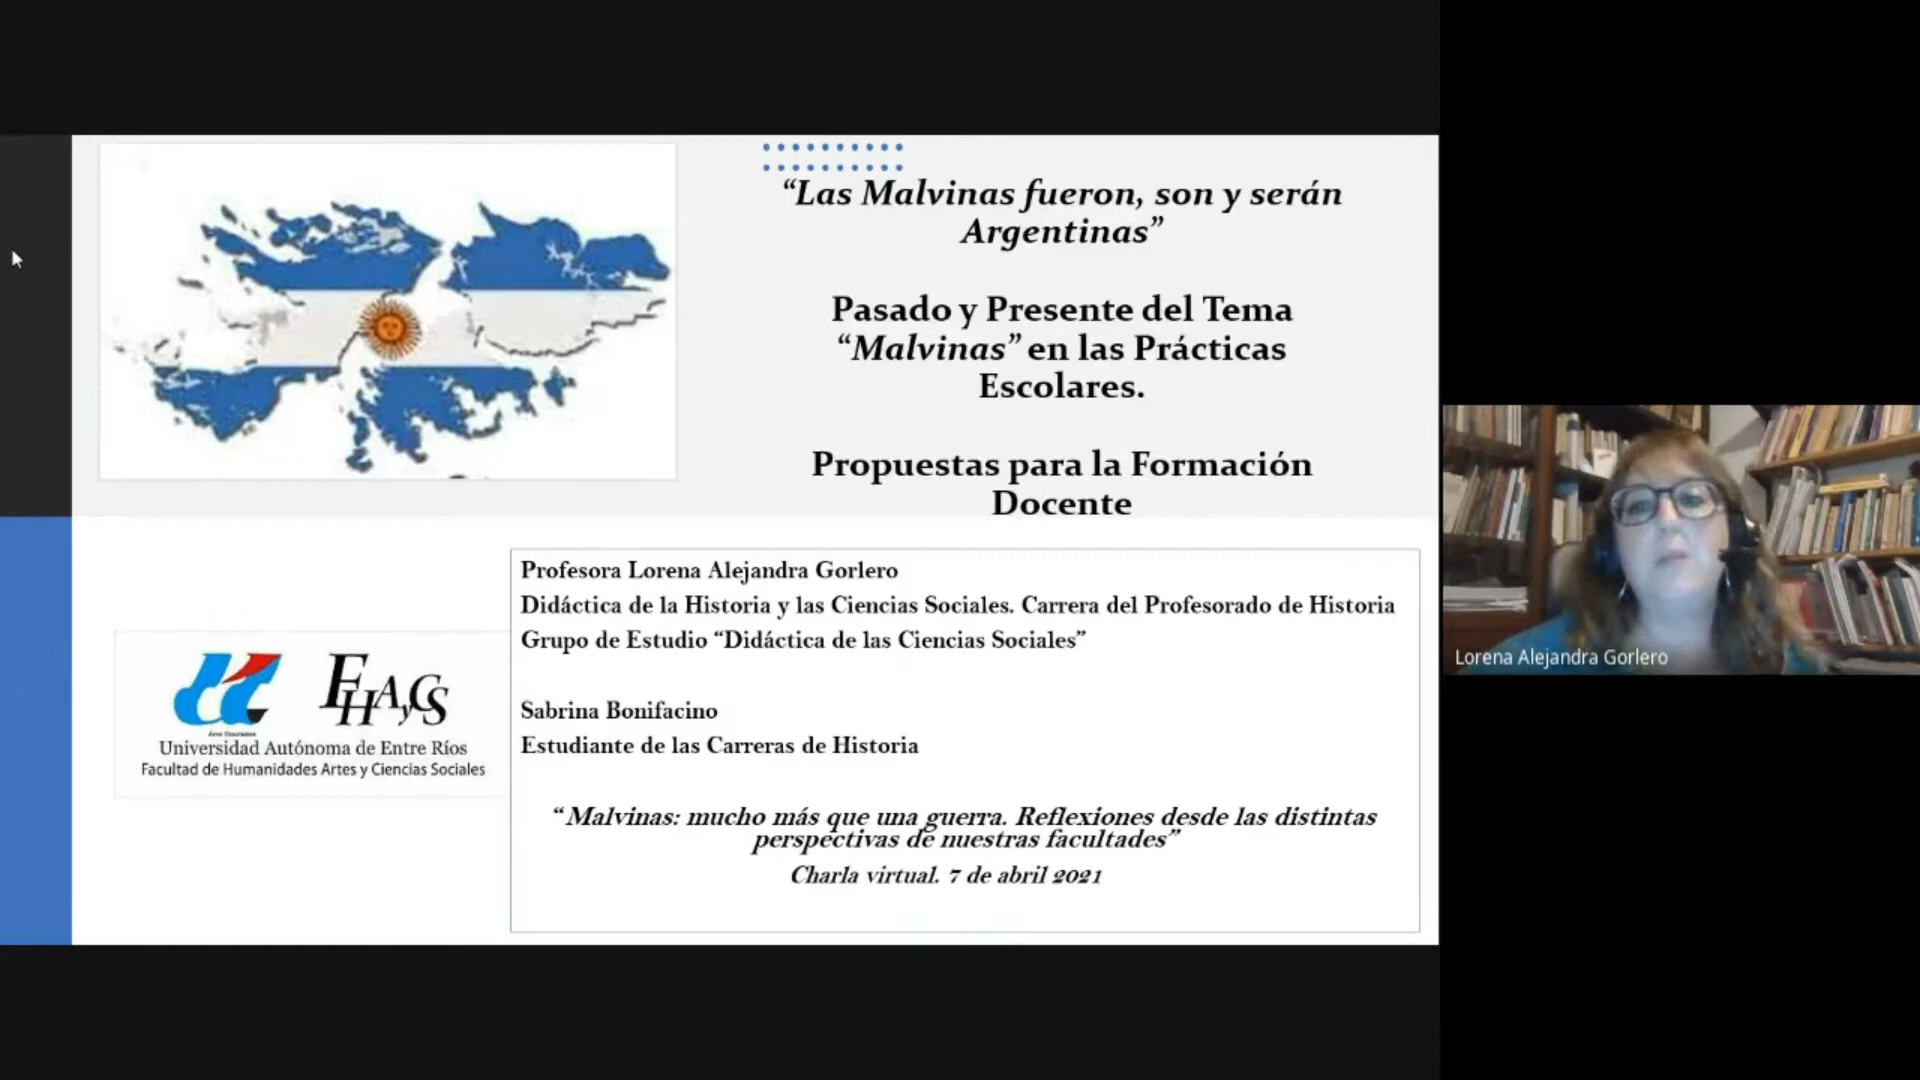 “Las Malvinas fueron, son y serán
Argentinas”
Pasado y Presente del Tema
“Malvinas” en las Prácticas
Escolares.
Propuestas para la Formación
Docente
Profesora Lorena Alejandra Gorlero
Didáctica de la Historia y las Ciencias Sociales. Carrera del Profesorado de Historia
Grupo de Estudio “Didáctica de las Ciencias Sociales”
Sabrina Bonifacino
Estudiante de las Carreras de Historia
“Malvinas: mucho más que una guerra. Reflexiones desde las distintas
perspectivas de nuestras facultades”
Charla virtual. 7 de abril 2021
FHAyCS
Universidad Autónoma de Entre Ríos
Facultad de Humanidades Artes y Ciencias Sociales
Lorena Alejandra Gorlero